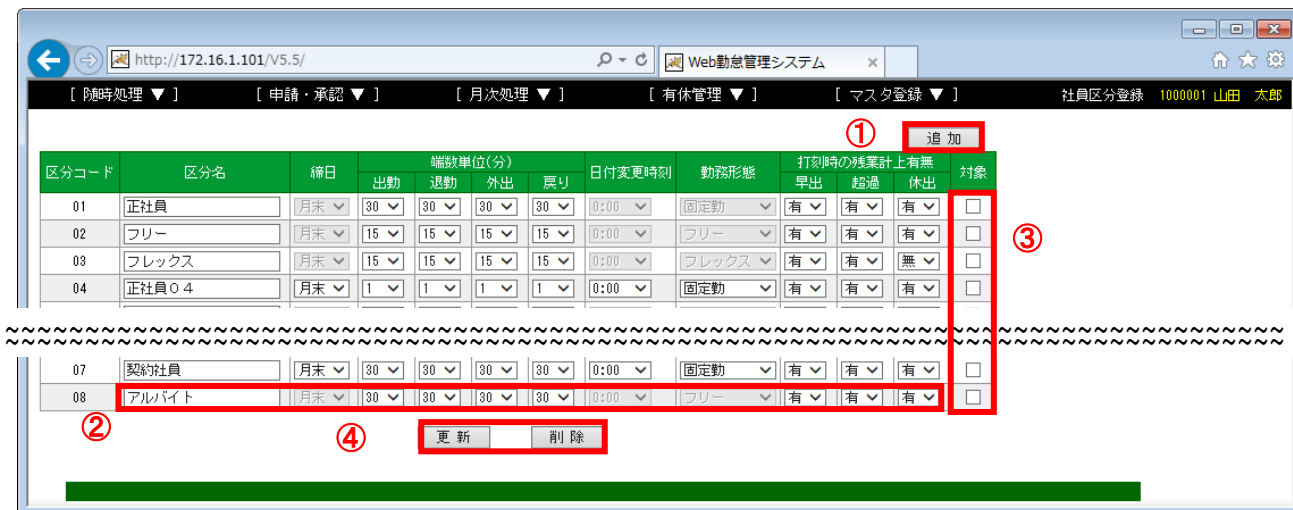 http://172.16.1.101/V5.5/ Web勤怠管理システム ×
[ 随時処理 ▼ ] [ 申請・承認 ▼ ] [ 月次処理 ▼ ] [ 有休管理 ▼ ] [ マスタ登録 ▼ ] 社員区分登録 1000001 山田 太郎
① 追 加
区分コード 区分名 締日 端数単位(分) 日付変更時刻 勤務形態 打刻時の残業計上有無 対象
出勤 退勤 外出 戻り 早出 超過 休出
01 正社員 月末 30 30 30 30 0:00 固定勤 有 有 有
02 フリー 月末 15 15 15 15 0:00 フリー 有 有 有
③
03 フレックス 月末 15 15 15 15 0:00 フレックス 有 有 無
04 正社員04 月末 1 1 1 1 0:00 固定勤 有 有 有
07 契約社員 月末 30 30 30 30 0:00 固定勤 有 有 有
08 アルバイト 月末 30 30 30 30 0:00 フリー 有 有 有
② ④ 更 新 削 除